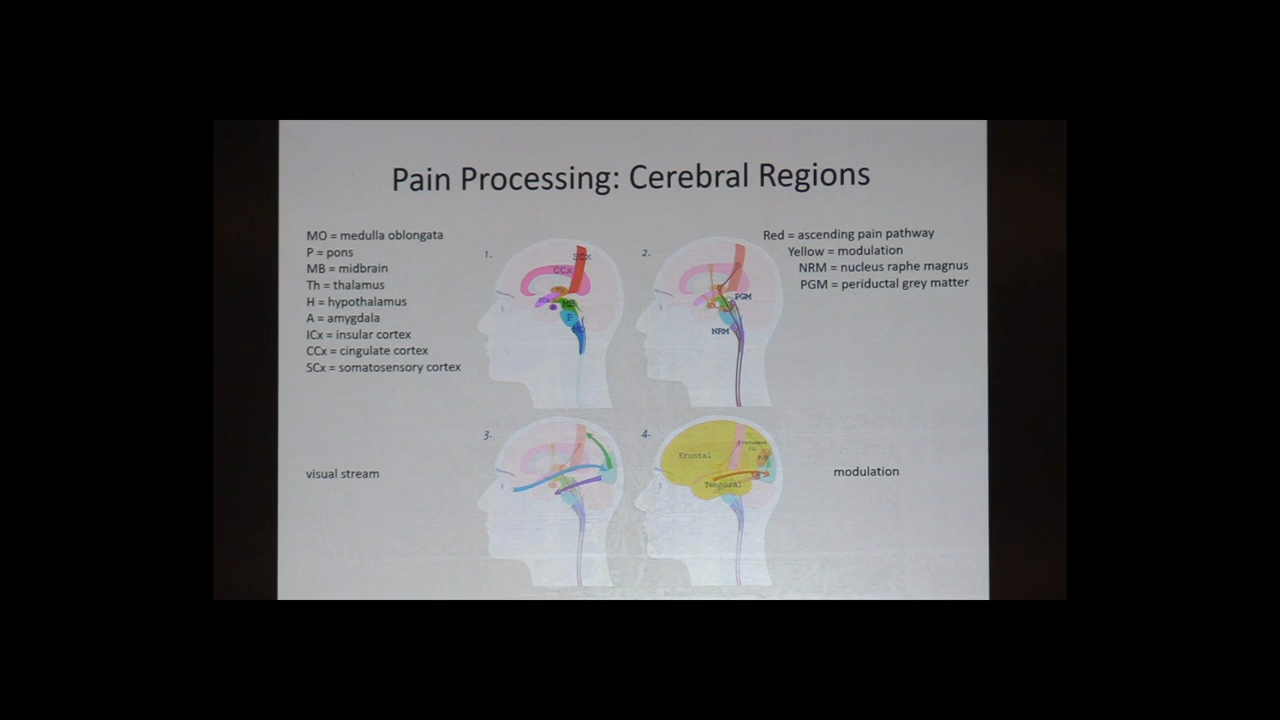 Pain Processing: Cerebral Regions
MO = medulla oblongata
P = pons
MB = midbrain
Th = thalamus
H = hypothalamus
A = amygdala
ICx = insular cortex
CCx = cingulate cortex
SCx = somatosensory cortex
1.
SCx
CCx
MB
P
2.
PGM
NRM
Red = ascending pain pathway
Yellow = modulation
NRM = nucleus raphe magnus
PGM = periductal grey matter
3.
visual stream
4.
Frontal
Temporal
Precuneus
modulation